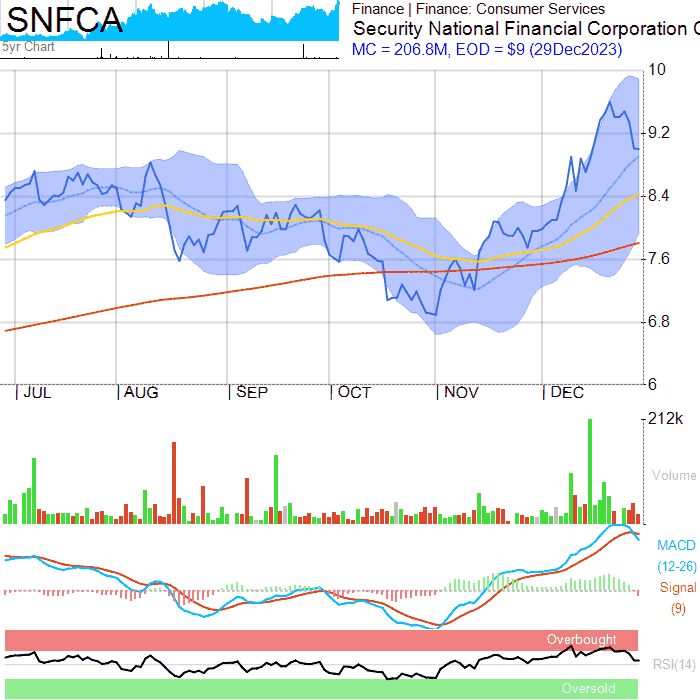 SNFCA
5yr Chart
Finance | Finance: Consumer Services
Security National Financial Corporation C
MC = 206.8M, EOD = $9 (29Dec2023)
10
9.2
8.4
7.6
6.8
6
JUL AUG SEP OCT NOV DEC
212k
Volume
MACD
(12-26)
Signal
(9)
Overbought
RSI(14)
Oversold